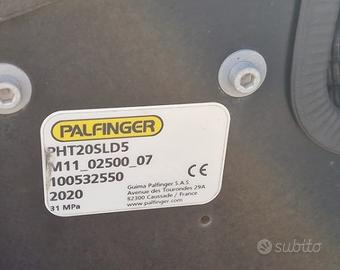 PALFINGER
PHT20SLD5
M11_02500_07
100532550
2020
31 MPa
CE
Guima Palfinger S.A.S.
Avenue des Tourondes 29A
82300 Caussade / France
www.palfinger.com
subito